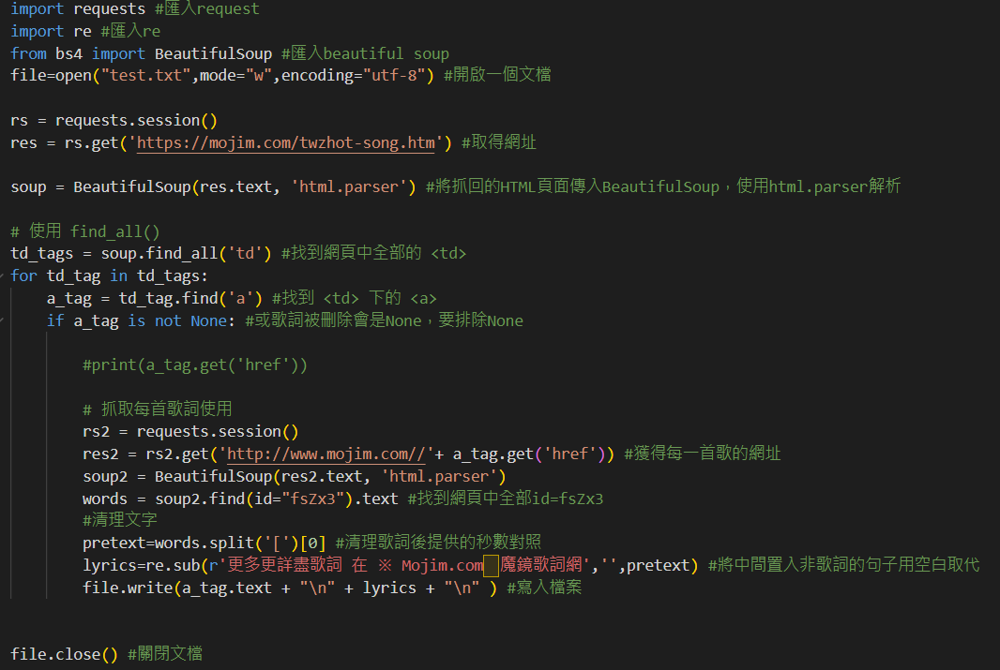 import requests #匯入request
import re #匯入re
from bs4 import BeautifulSoup #匯入beautiful soup
file=open("test.txt",mode="w",encoding="utf-8") #開啟一個文檔
rs = requests.session()
res = rs.get('https://mojim.com/twzhot-song.htm') #取得網址
soup = BeautifulSoup(res.text, 'html.parser') #將抓回的HTML頁面傳入BeautifulSoup，使用html.parser解析
# 使用 find_all()
td_tags = soup.find_all('td') #找到網頁中全部的 <td>
for td_tag in td_tags:
    a_tag = td_tag.find('a') #找到 <td> 下的 <a>
    if a_tag is not None: #或歌詞被刪除會是None，要排除None
        #print(a_tag.get('href'))
        # 抓取每首歌詞使用
        rs2 = requests.session()
        res2 = rs2.get('http://www.mojim.com//'+ a_tag.get('href')) #獲得每一首歌的網址
        soup2 = BeautifulSoup(res2.text, 'html.parser')
        words = soup2.find(id="fsZx3").text #找到網頁中全部id=fsZx3
        #清理文字
        pretext=words.split('[')[0] #清理歌詞後提供的秒數對照
        lyrics=re.sub(r'更多更詳盡歌詞 在 ※ Mojim.com　魔鏡歌詞網','',pretext) #將中間置入非歌詞的句子用空白取代
        file.write(a_tag.text + "\n" + lyrics + "\n" ) #寫入檔案
file.close() #關閉文檔